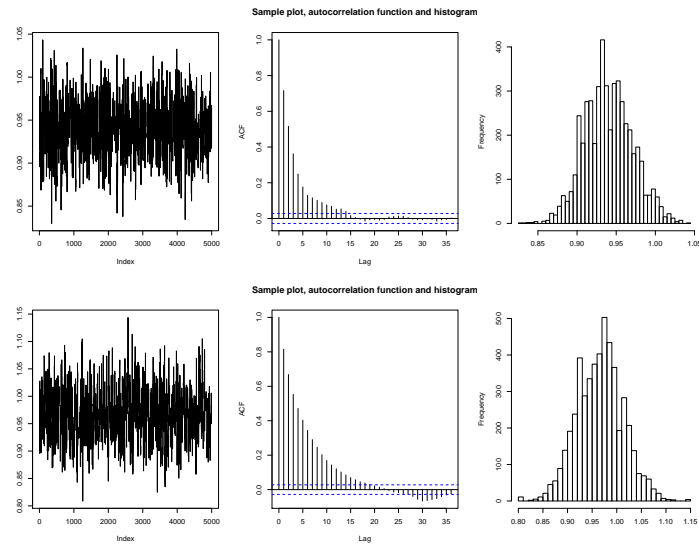 Sample plot, autocorrelation function and histogram
1.05
1.00
0.95
0.90
0.85
0 1000 2000 3000 4000 5000
Index
ACF
1.0
0.8
0.6
0.4
0.2
0.0
0 5 10 15 20 25 30 35
Lag
Frequency
400
300
200
100
0
0.85 0.90 0.95 1.00 1.05
Sample plot, autocorrelation function and histogram
1.15
1.10
1.05
1.00
0.95
0.90
0.85
0.80
0 1000 2000 3000 4000 5000
Index
ACF
1.0
0.8
0.6
0.4
0.2
0.0
0 5 10 15 20 25 30 35
Lag
Frequency
500
400
300
200
100
0
0.80 0.85 0.90 0.95 1.00 1.05 1.10 1.15